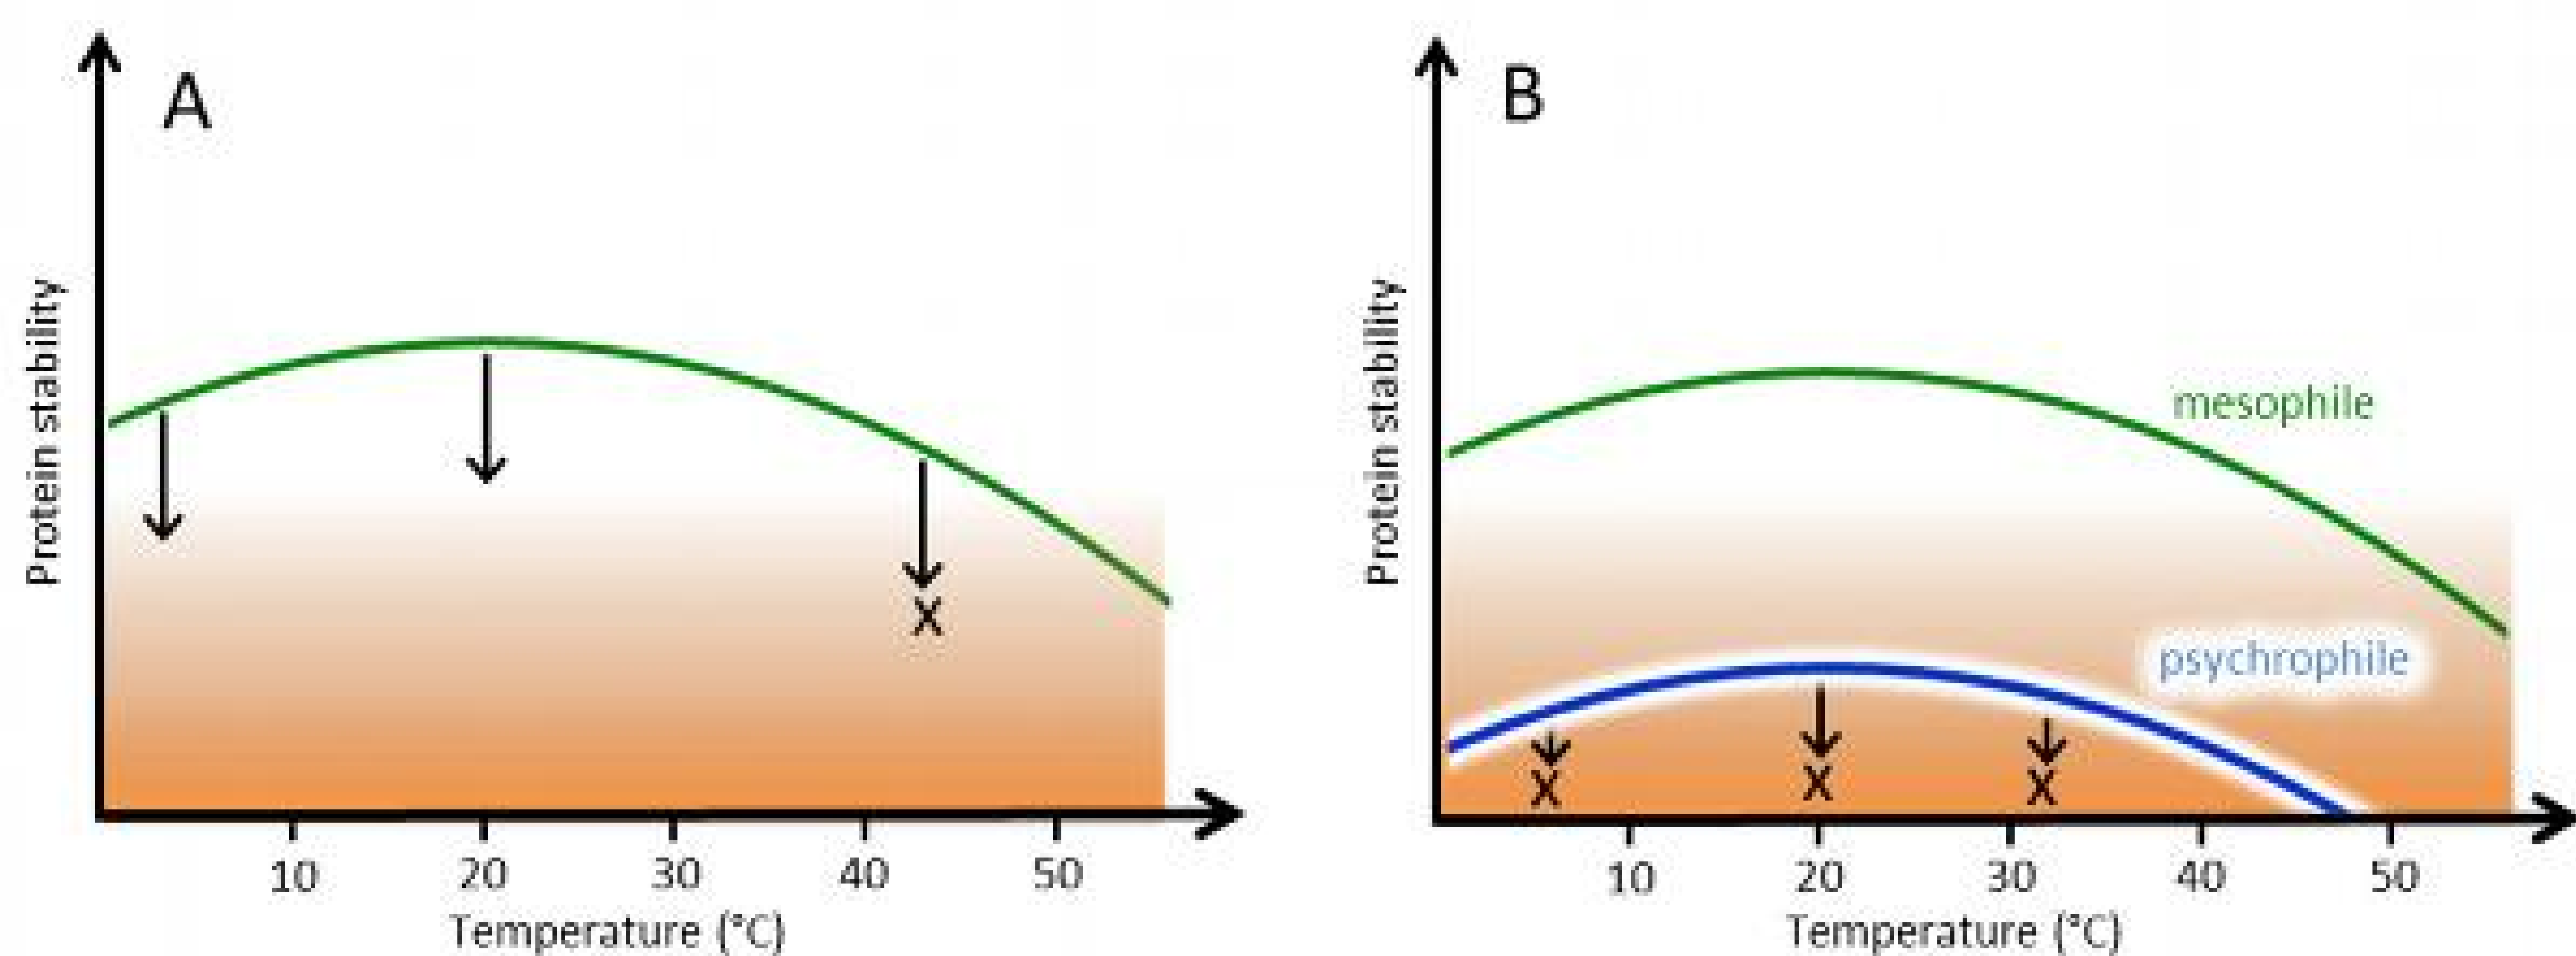 A
Protein stability
X
10 20 30 40 50
Temperature (°C)
B
Protein stability
mesophile
psychrophile
X X X
10 20 30 40 50
Temperature (°C)